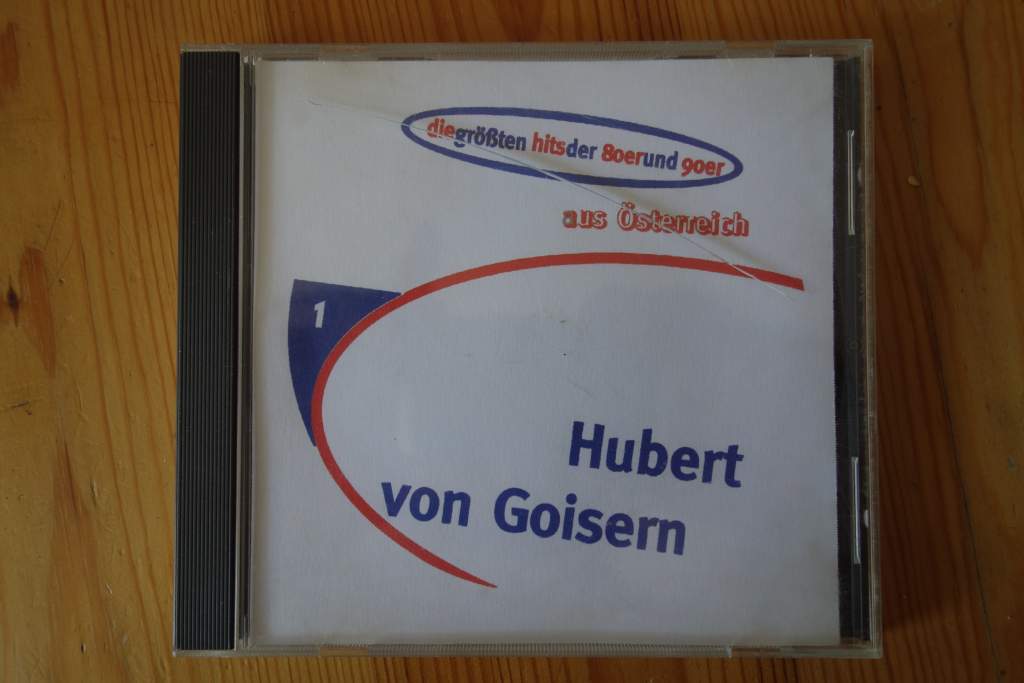 diegrößten hitsder 80erund 90er
aus Österreich
1
Hubert
von Goisern